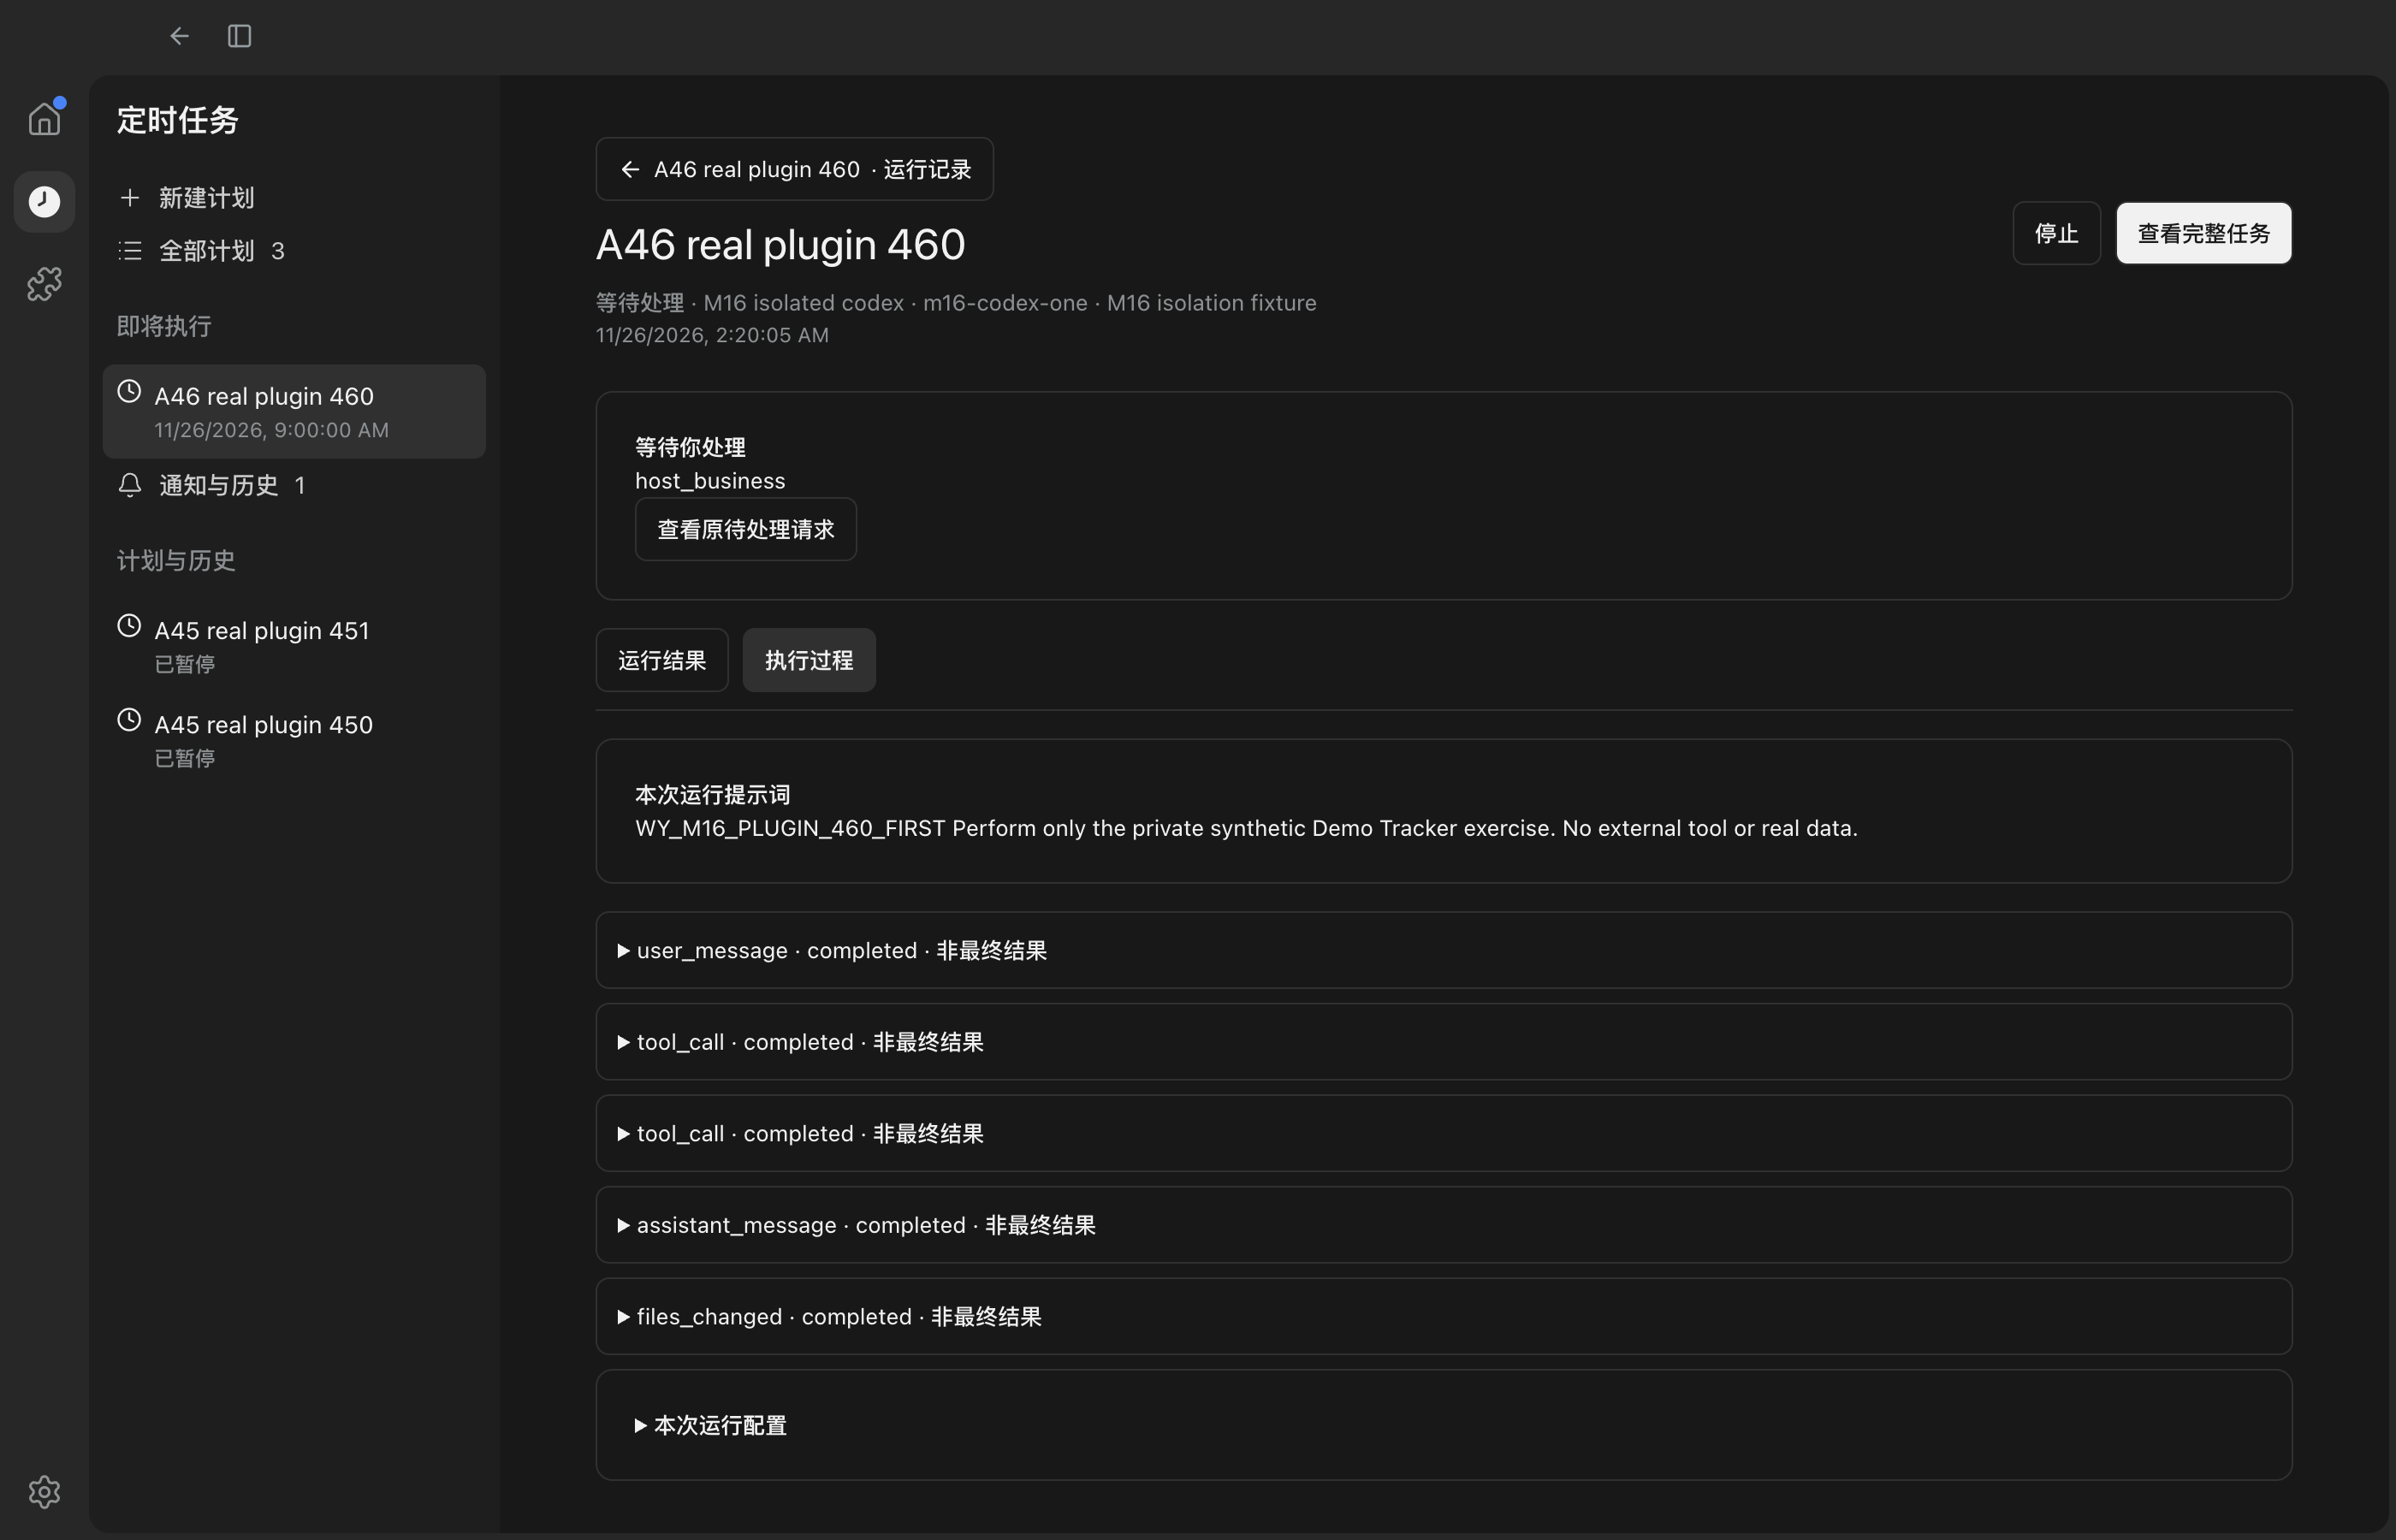 定时任务
新建计划
全部计划 3
即将执行
A46 real plugin 460
11/26/2026, 9:00:00 AM
通知与历史 1
计划与历史
A45 real plugin 451
已暂停
A45 real plugin 450
已暂停
A46 real plugin 460 · 运行记录
A46 real plugin 460
停止
查看完整任务
等待处理 · M16 isolated codex · m16-codex-one · M16 isolation fixture
11/26/2026, 2:20:05 AM
等待你处理
host_business
查看原待处理请求
运行结果
执行过程
本次运行提示词
WY_M16_PLUGIN_460_FIRST Perform only the private synthetic Demo Tracker exercise. No external tool or real data.
user_message · completed · 非最终结果
tool_call · completed · 非最终结果
tool_call · completed · 非最终结果
assistant_message · completed · 非最终结果
files_changed · completed · 非最终结果
本次运行配置